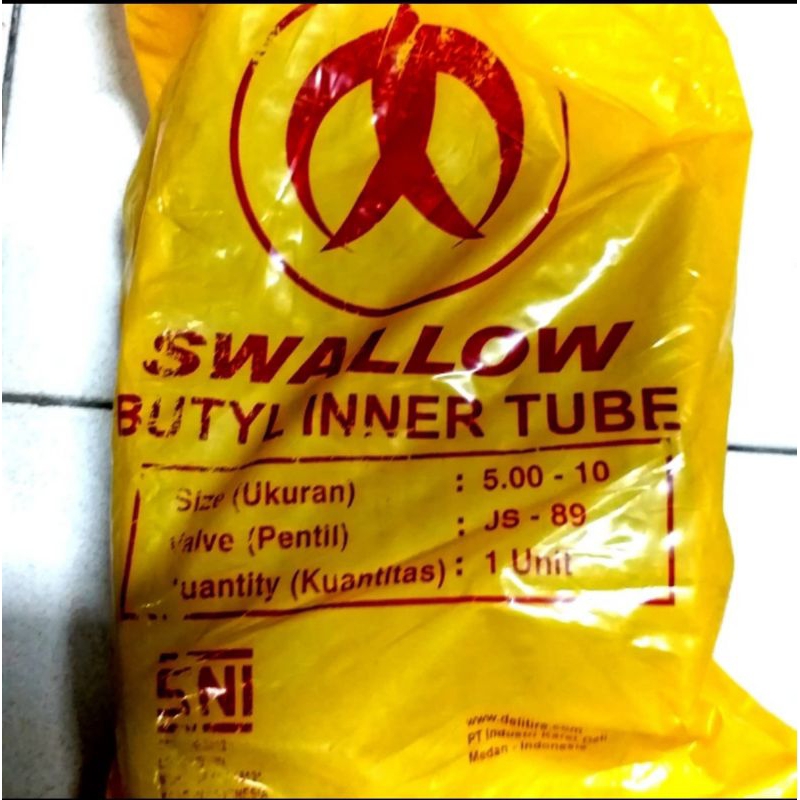 SWALLOW
BUTYL INNER TUBE
Size (Ukuran) : 5.00 - 10
Valve (Pentil) : JS - 89
Quantity (Kuantitas) : 1 Unit
SNI
www.delitire.com
PT Industri Karet Deli
Medan - Indonesia